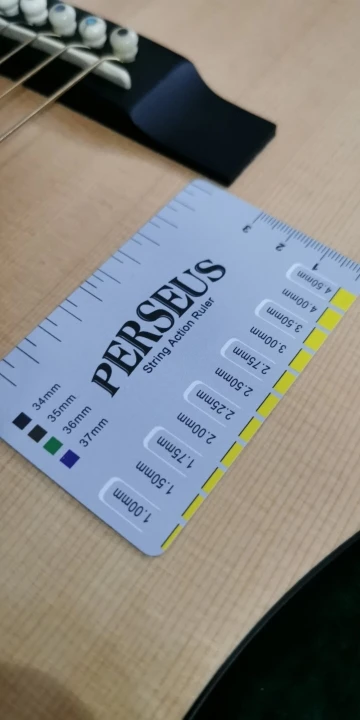 PERSEUS
String Action Ruler
34mm
35mm
36mm
37mm
1.00mm
1.50mm
1.75mm
2.00mm
2.25mm
2.50mm
2.75mm
3.00mm
3.50mm
4.00mm
4.50mm
1
2
3